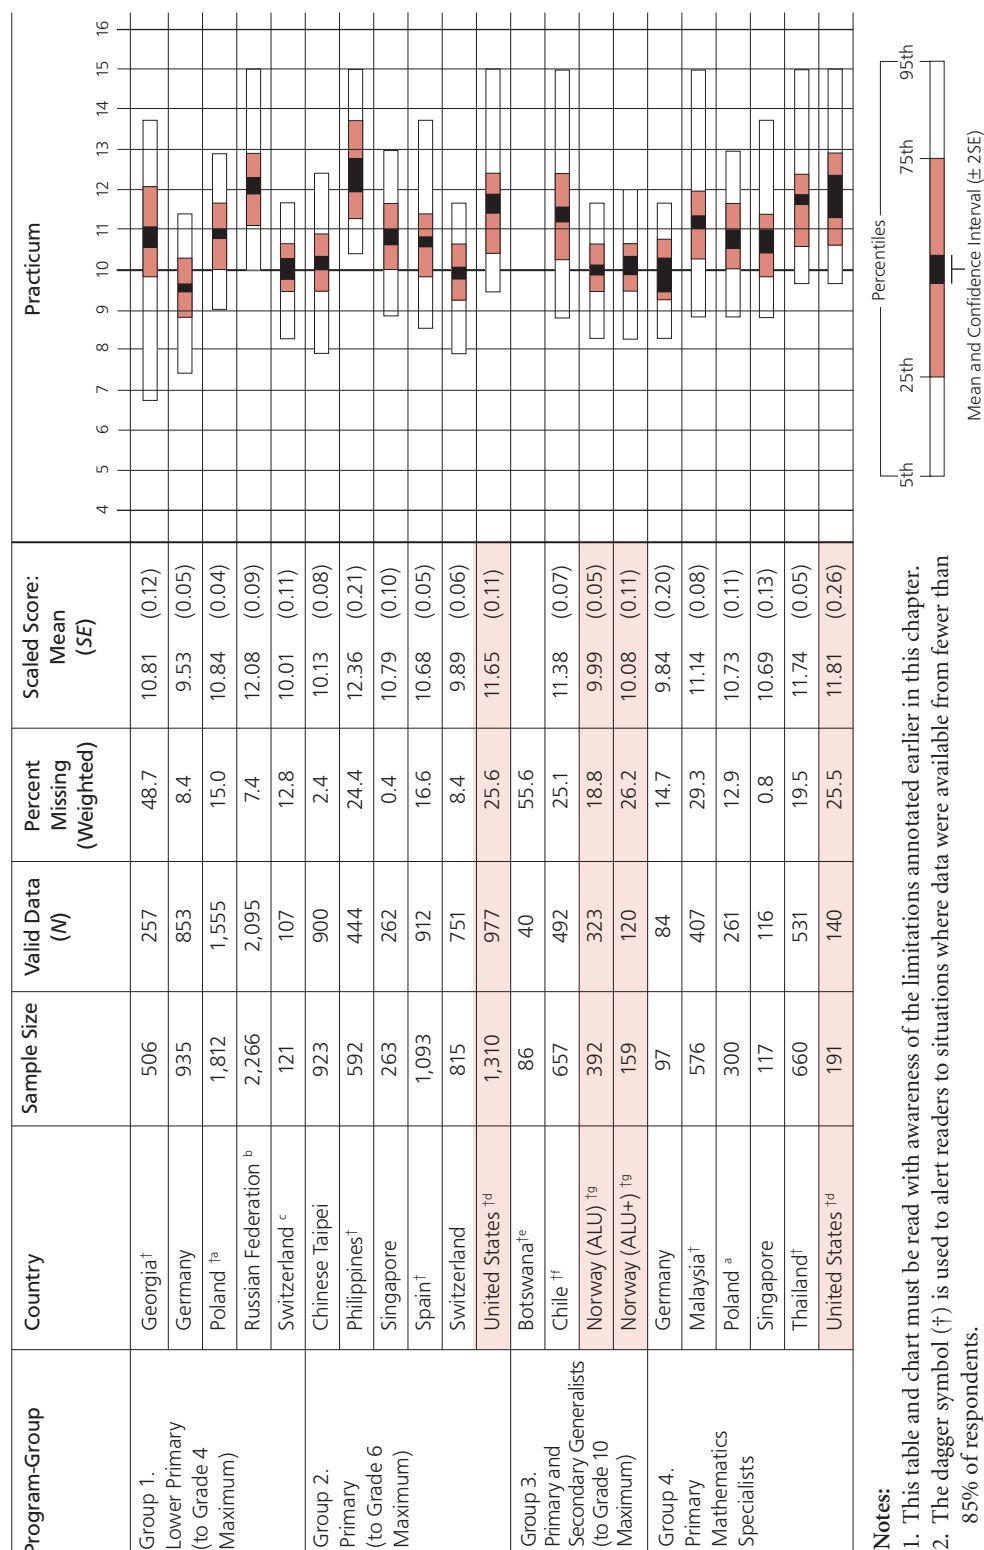 Program-Group Country Sample Size Valid Data (N) Percent Missing (Weighted) Scaled Score: Mean (SE) Practicum
4 5 6 7 8 9 10 11 12 13 14 15 16
Group 1.
Lower Primary
(to Grade 4
Maximum)
Georgia† 506 257 48.7 10.81 (0.12)
Germany 935 853 8.4 9.53 (0.05)
Poland †a 1,812 1,555 15.0 10.84 (0.04)
Russian Federation b 2,266 2,095 7.4 12.08 (0.09)
Switzerland c 121 107 12.8 10.01 (0.11)
Group 2.
Primary
(to Grade 6
Maximum)
Chinese Taipei 923 900 2.4 10.13 (0.08)
Philippines† 592 444 24.4 12.36 (0.21)
Singapore 263 262 0.4 10.79 (0.10)
Spain† 1,093 912 16.6 10.68 (0.05)
Switzerland 815 751 8.4 9.89 (0.06)
United States †d 1,310 977 25.6 11.65 (0.11)
Group 3.
Primary and
Secondary Generalists
(to Grade 10
Maximum)
Botswana†e 86 40 55.6
Chile †f 657 492 25.1 11.38 (0.07)
Norway (ALU) †g 392 323 18.8 9.99 (0.05)
Norway (ALU+) †g 159 120 26.2 10.08 (0.11)
Group 4.
Primary
Mathematics
Specialists
Germany 97 84 14.7 9.84 (0.20)
Malaysia† 576 407 29.3 11.14 (0.08)
Poland a 300 261 12.9 10.73 (0.11)
Singapore 117 116 0.8 10.69 (0.13)
Thailand† 660 531 19.5 11.74 (0.05)
United States †d 191 140 25.5 11.81 (0.26)
Percentiles
5th 25th 75th 95th
Mean and Confidence Interval (± 2SE)
Notes:
1. This table and chart must be read with awareness of the limitations annotated earlier in this chapter.
2. The dagger symbol (†) is used to alert readers to situations where data were available from fewer than
85% of respondents.